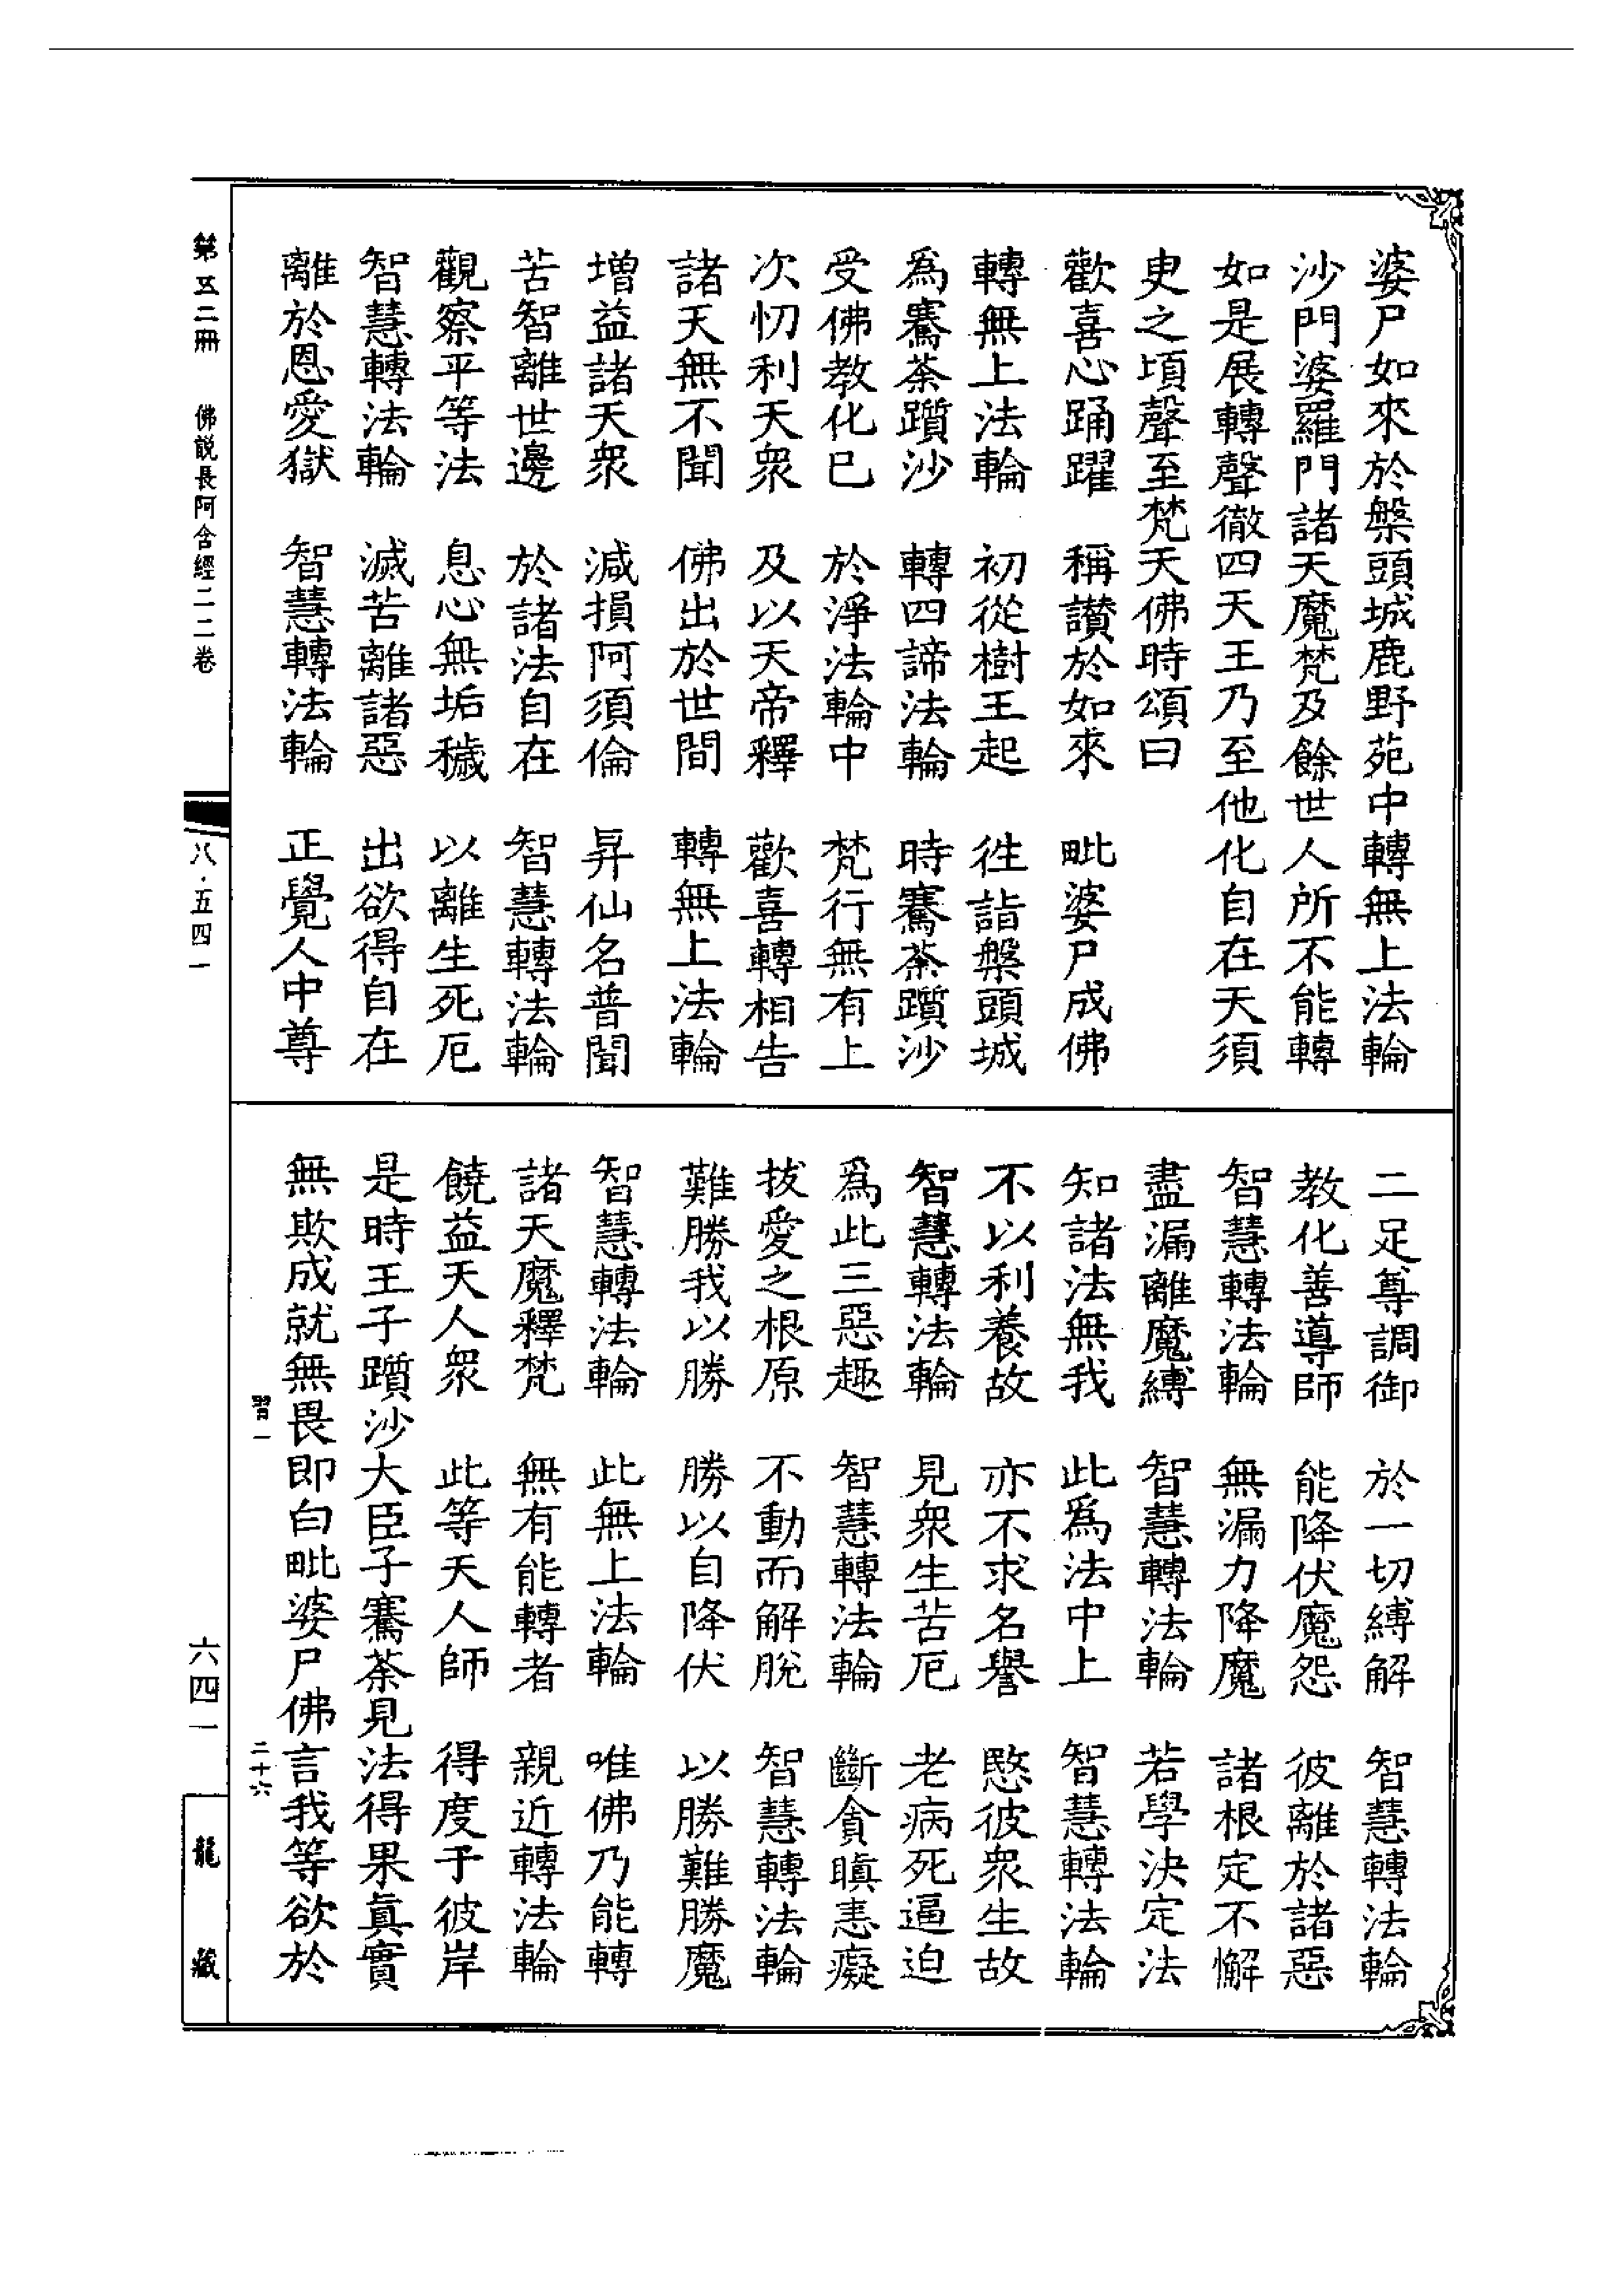 婆尸如來於槃頭城鹿野苑中轉無上法輪
沙門婆羅門諸天魔梵及餘世人所不能轉
如是展轉聲徹四天王乃至他化自在天須
臾之頃聲至梵天佛時頌曰
歡喜心踊躍　稱讚於如來　毗婆尸成佛
轉無上法輪　初從樹王起　往詣槃頭城
爲騫荼躓沙　轉四諦法輪　時騫荼躓沙
受佛教化已　於淨法輪中　梵行無有上
次忉利天衆　及以天帝釋　歡喜轉相告
諸天無不聞　佛出於世間　轉無上法輪
增益諸天衆　減損阿須倫　昇仙名普聞
苦智離世邊　於諸法自在　智慧轉法輪
觀察平等法　息心無垢穢　以離生死厄
智慧轉法輪　滅苦離諸惡　出欲得自在
離於恩愛獄　智慧轉法輪　正覺人中尊
二足尊調御　於一切縛解　智慧轉法輪
教化善導師　能降伏魔怨　彼離於諸惡
智慧轉法輪　無漏力降魔　諸根定不懈
盡漏離魔縛　智慧轉法輪　若學決定法
知諸法無我　此爲法中上　智慧轉法輪
不以利養故　亦不求名譽　愍彼衆生故
智慧轉法輪　見衆生苦厄　老病死逼迫
爲此三惡趣　智慧轉法輪　斷貪瞋恚癡
拔愛之根原　不動而解脫　智慧轉法輪
難勝我以勝　勝以自降伏　以勝難勝魔
智慧轉法輪　此無上法輪　唯佛乃能轉
諸天魔釋梵　無有能轉者　親近轉法輪
饒益天人衆　此等天人師　得度于彼岸
是時王子躓沙大臣子騫荼見法得果眞實
無欺成就無畏即白毗婆尸佛言我等欲於
習一　二十六
第五二冊　佛説長阿含經二二卷　八·五四一
六四一　龍藏